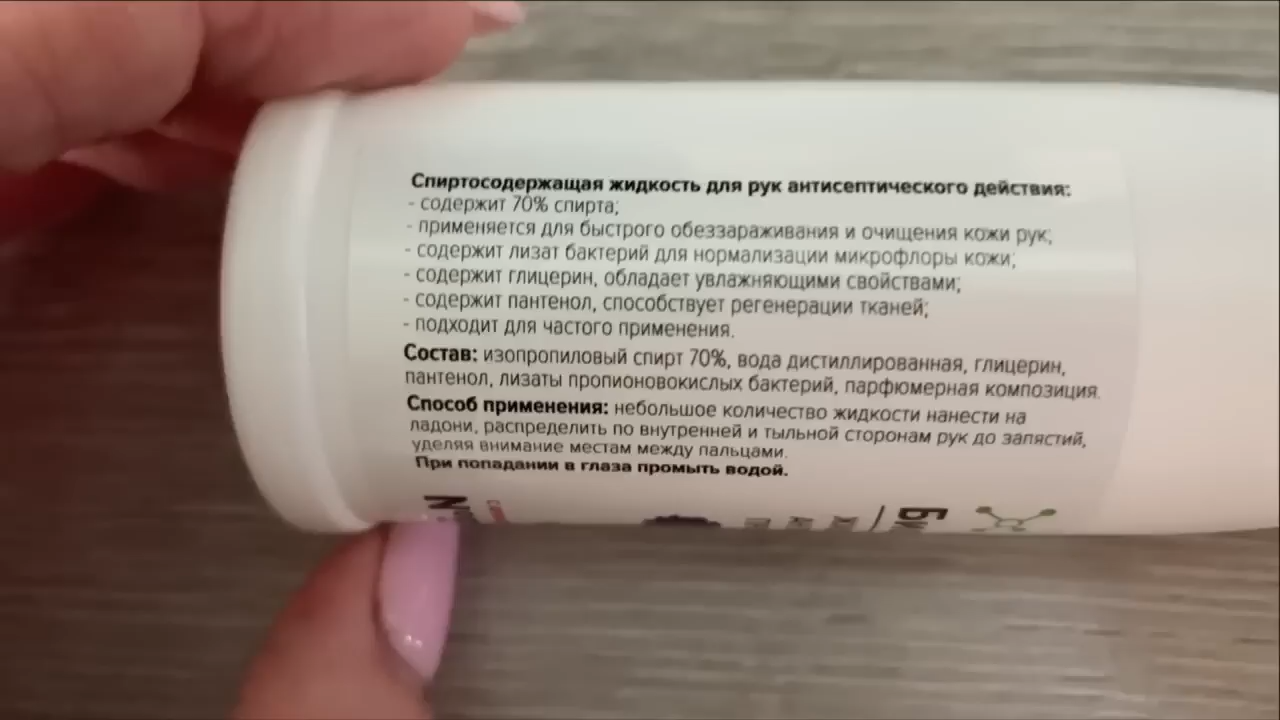 Спиртосодержащая жидкость для рук антисептического действия:
- содержит 70% спирта;
- применяется для быстрого обеззараживания и очищения кожи рук;
- содержит лизат бактерий для нормализации микрофлоры кожи;
- содержит глицерин, обладает увлажняющими свойствами;
- содержит пантенол, способствует регенерации тканей;
- подходит для частого применения.
Состав: изопропиловый спирт 70%, вода дистиллированная, глицерин,
пантенол, лизаты пропионовокислых бактерий, парфюмерная композиция.
Способ применения: небольшое количество жидкости нанести на
ладони, распределить по внутренней и тыльной сторонам рук до запястий,
уделяя внимание местам между пальцами.
При попадании в глаза промыть водой.